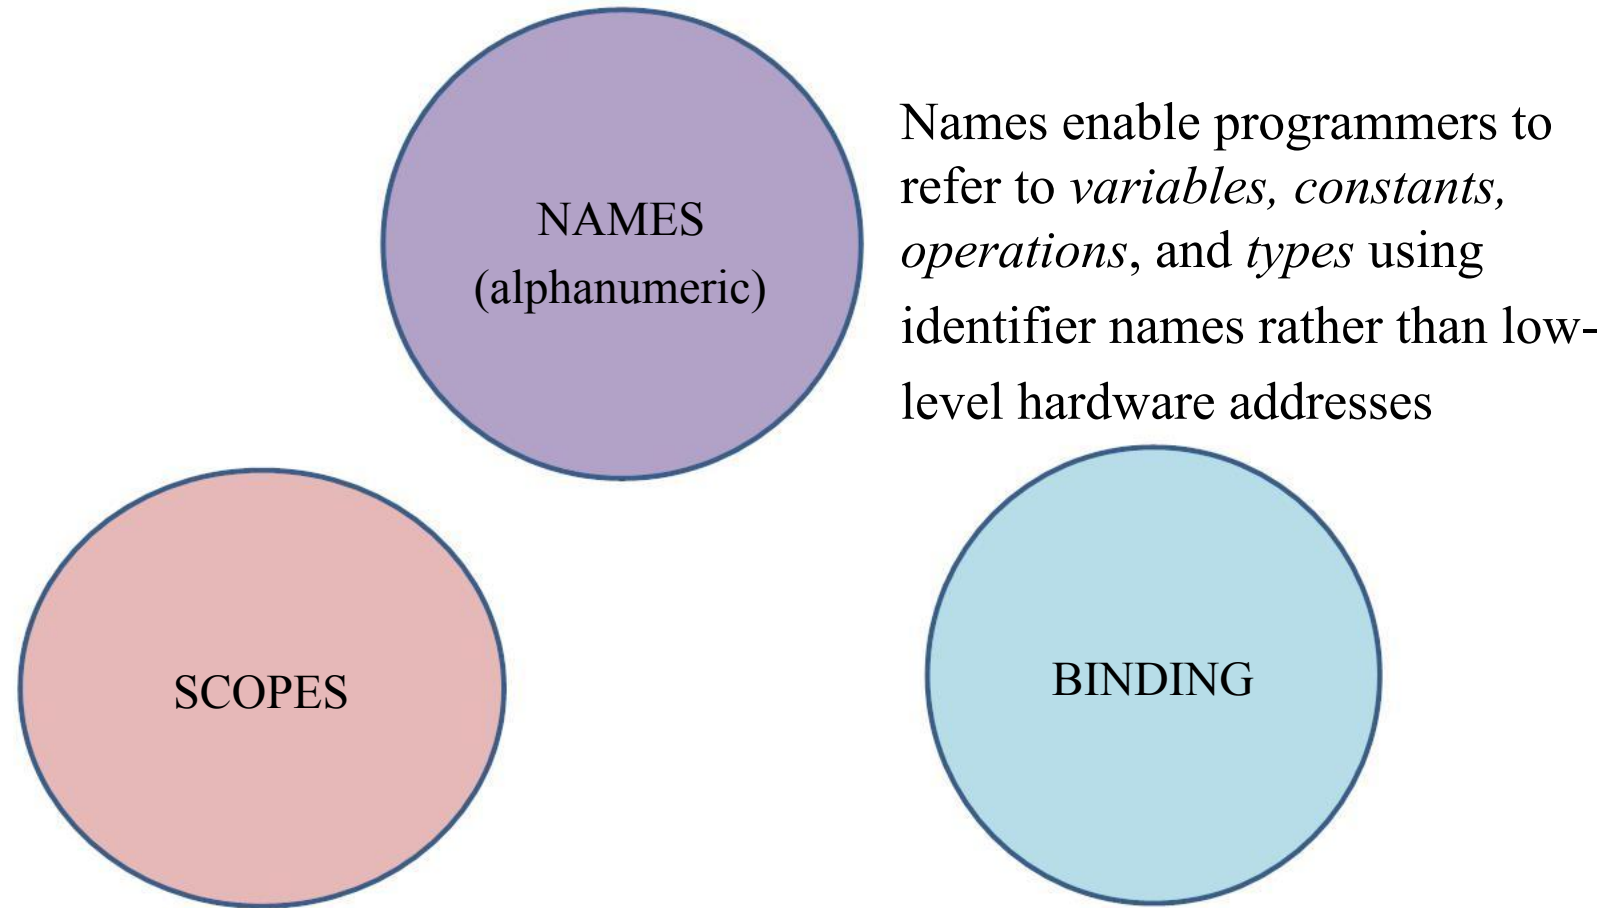 NAMES
(alphanumeric)
Names enable programmers to
refer to variables, constants,
operations, and types using
identifier names rather than low-
level hardware addresses
SCOPES
BINDING